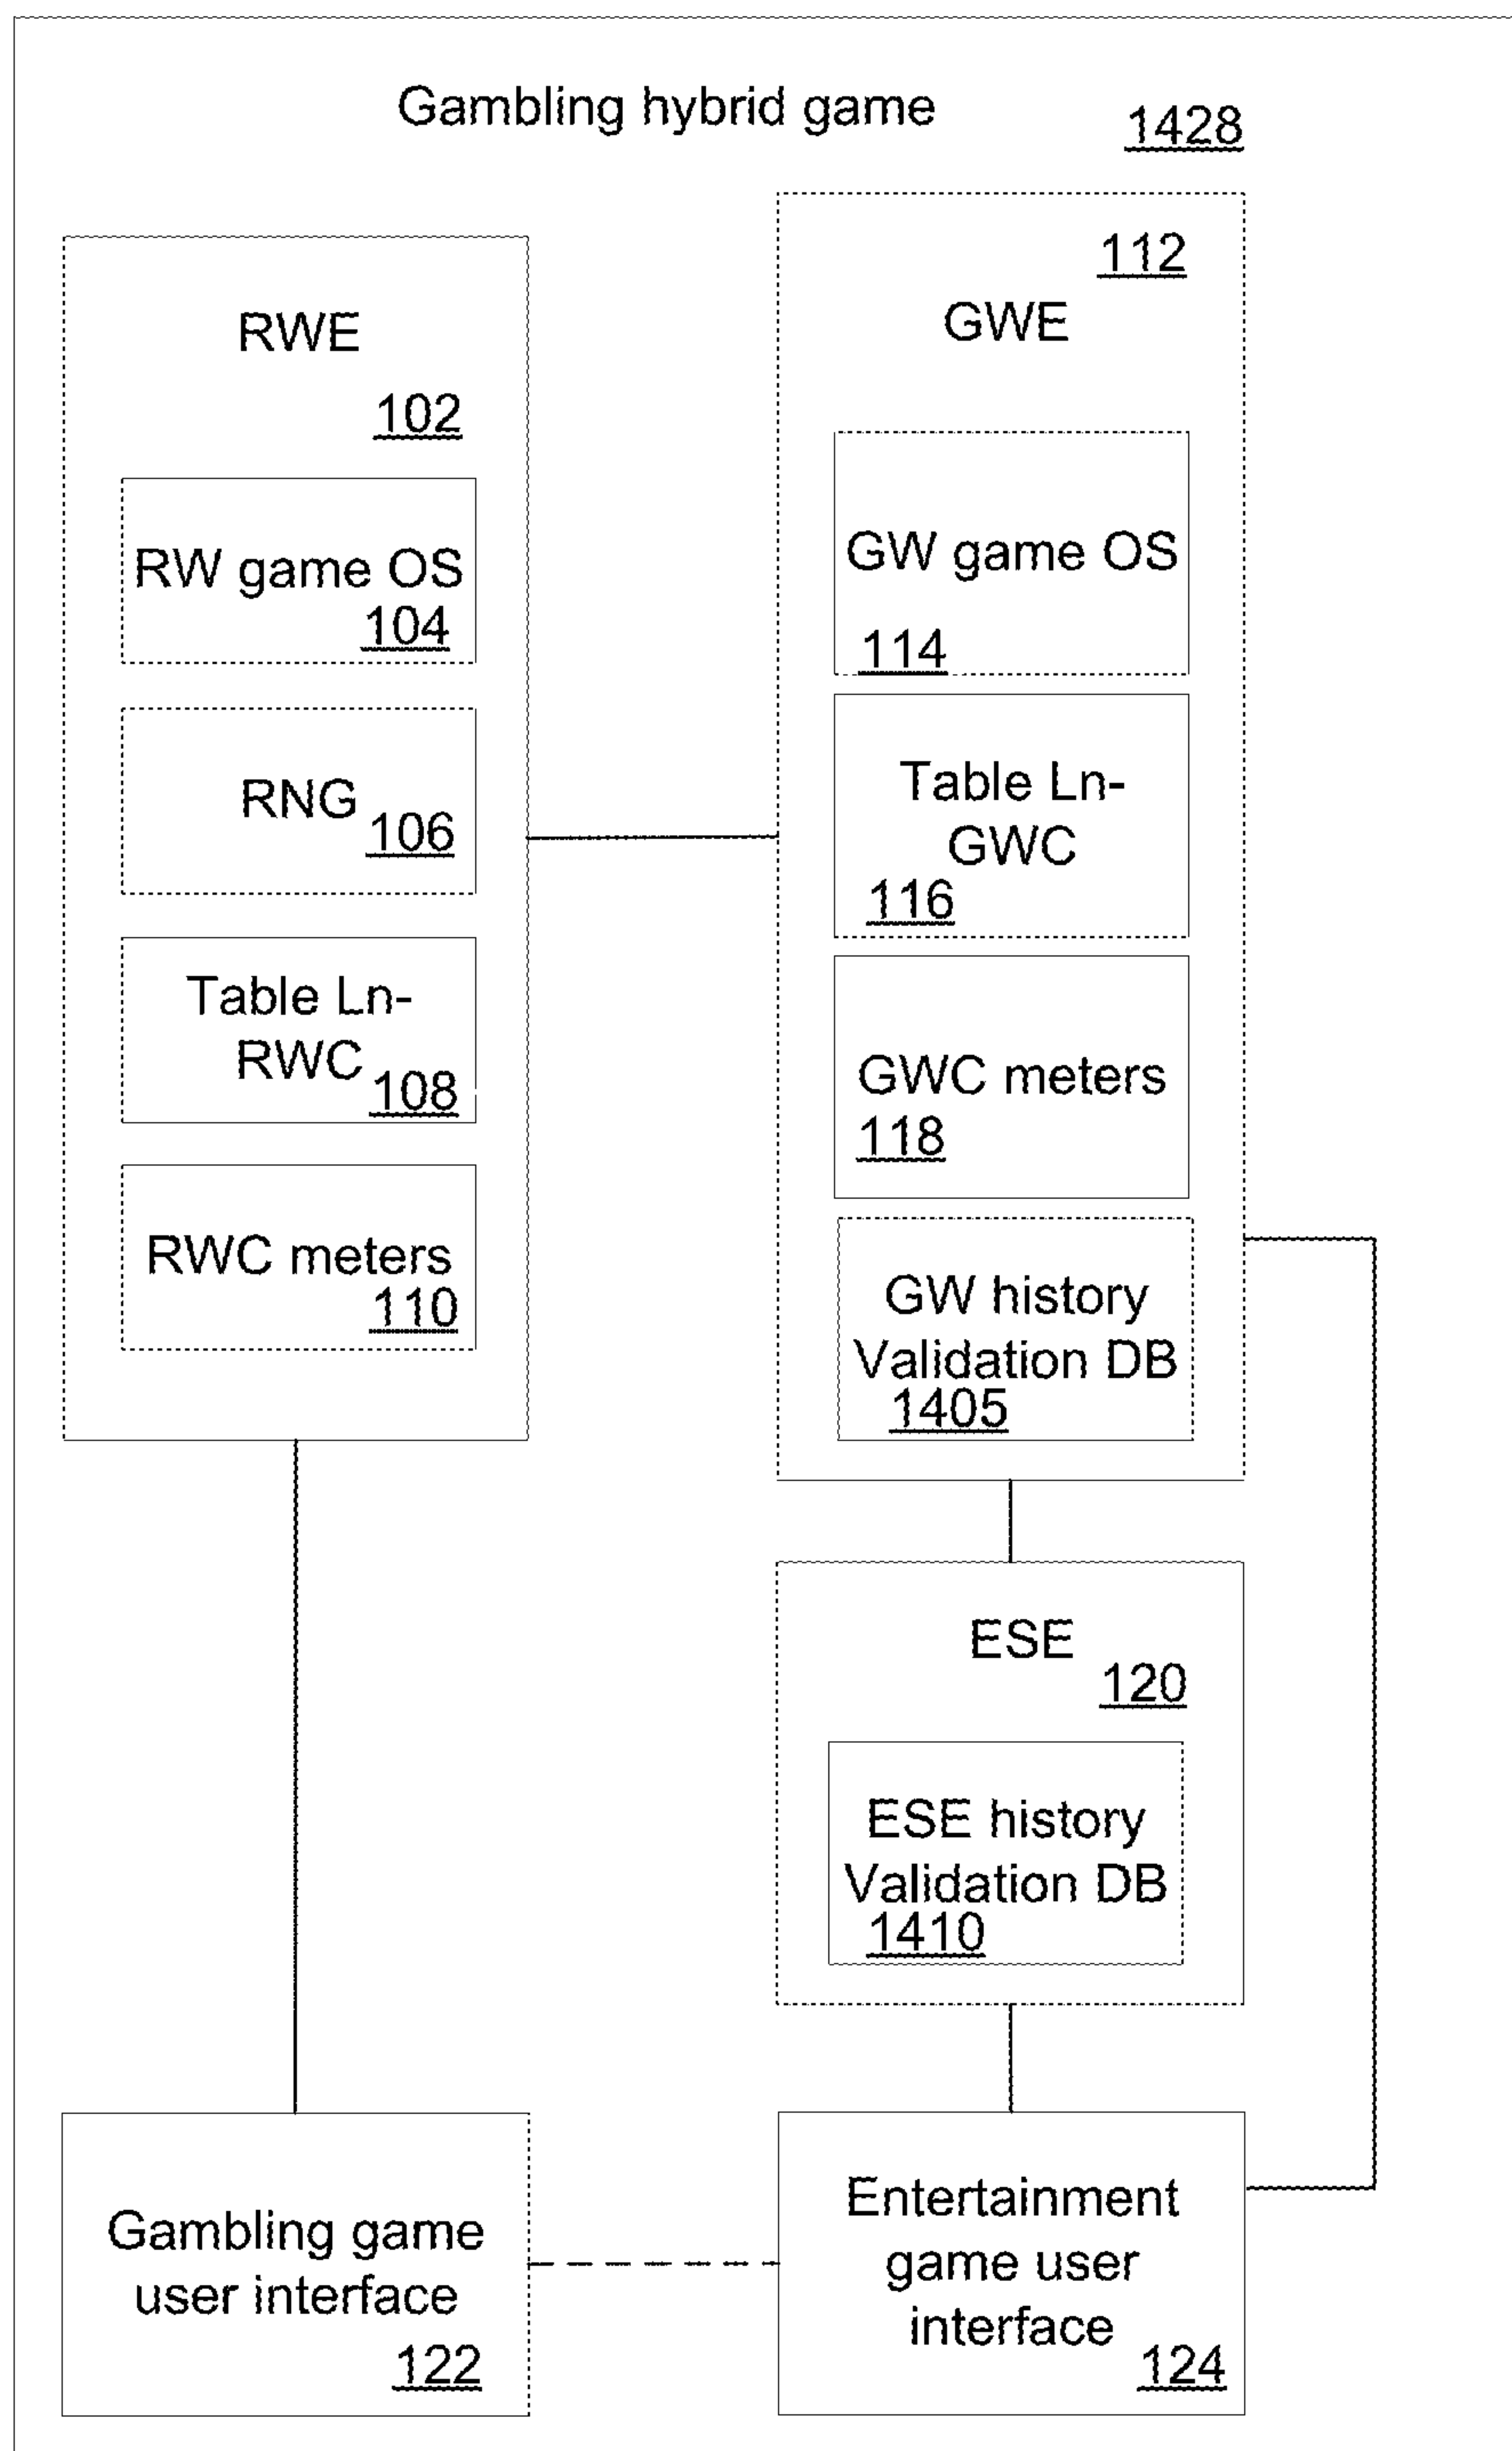 Gambling hybrid game
1428
RWE
102
RW game OS
104
RNG
106
Table Ln-
RWC
108
RWC meters
110
112
GWE
GW game OS
114
Table Ln-
GWC
116
GWC meters
118
GW history
Validation DB
1405
ESE
120
ESE history
Validation DB
1410
Gambling game
user interface
122
Entertainment
game user
interface
124